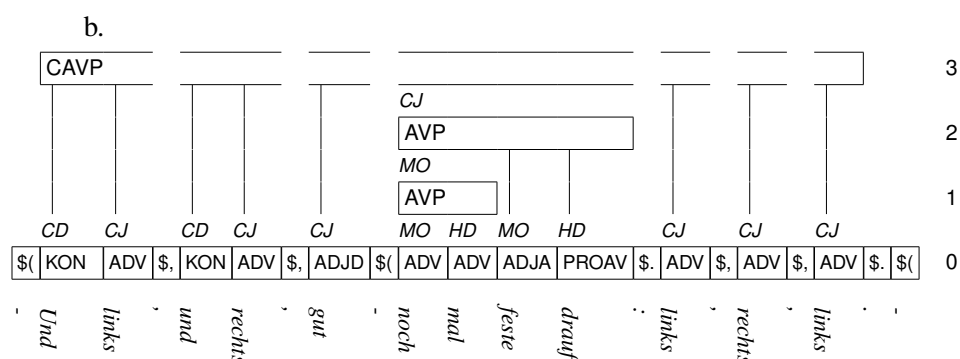 b.
CAVP 3
CJ
AVP 2
MO
AVP 1
CD CJ CD CJ CJ MO HD MO HD CJ CJ CJ
$( KON ADV $, KON ADV $, ADJD $( ADV ADV ADJA PROAV $. ADV $, ADV $, ADV $. $( 0
- Und links , und rechts , gut - noch mal feste drauf : links , rechts , links . -